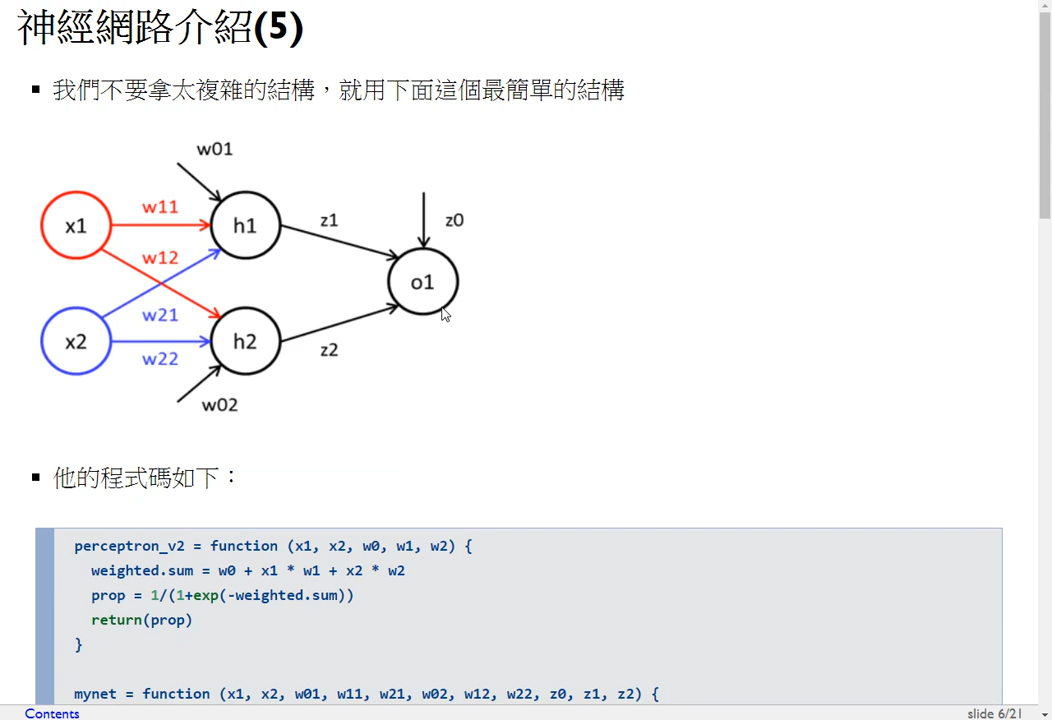 神經網路介紹(5)
我們不要拿太複雜的結構，就用下面這個最簡單的結構
w01
x1
w11
h1
z1
z0
w12
o1
w21
x2
h2
z2
w22
w02
他的程式碼如下：
perceptron_v2 = function (x1, x2, w0, w1, w2) {
weighted.sum = w0 + x1 * w1 + x2 * w2
prop = 1/(1+exp(-weighted.sum))
return(prop)
}
mynet = function (x1, x2, w01, w11, w21, w02, w12, w22, z0, z1, z2) {
Contents
slide 6/21